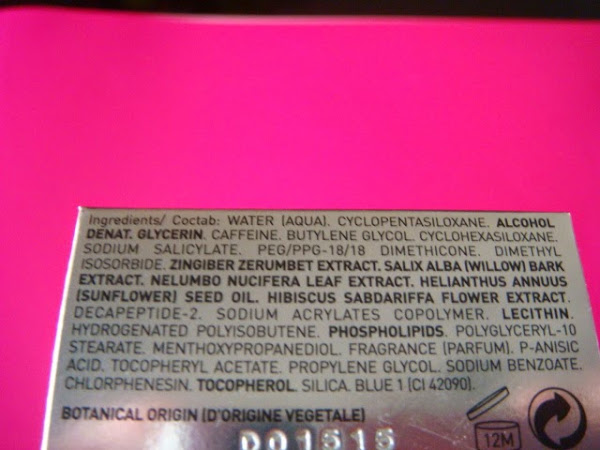 Ingredients/ Coctab: WATER (AQUA). CYCLOPENTASILOXANE. ALCOHOL
DENAT. GLYCERIN. CAFFEINE. BUTYLENE GLYCOL. CYCLOHEXASILOXANE.
SODIUM SALICYLATE. PEG/PPG-18/18 DIMETHICONE. DIMETHYL
ISOSORBIDE. ZINGIBER ZERUMBET EXTRACT. SALIX ALBA (WILLOW) BARK
EXTRACT. NELUMBO NUCIFERA LEAF EXTRACT. HELIANTHUS ANNUUS
(SUNFLOWER) SEED OIL. HIBISCUS SABDARIFFA FLOWER EXTRACT.
DECAPEPTIDE-2. SODIUM ACRYLATES COPOLYMER. LECITHIN.
HYDROGENATED POLYISOBUTENE. PHOSPHOLIPIDS. POLYGLYCERYL-10
STEARATE. MENTHOXYPROPANEDIOL. FRAGRANCE (PARFUM). P-ANISIC
ACID. TOCOPHERYL ACETATE. PROPYLENE GLYCOL. SODIUM BENZOATE.
CHLORPHENESIN. TOCOPHEROL. SILICA. BLUE 1 (CI 42090).
BOTANICAL ORIGIN (D'ORIGINE VEGETALE)
D01515
12M